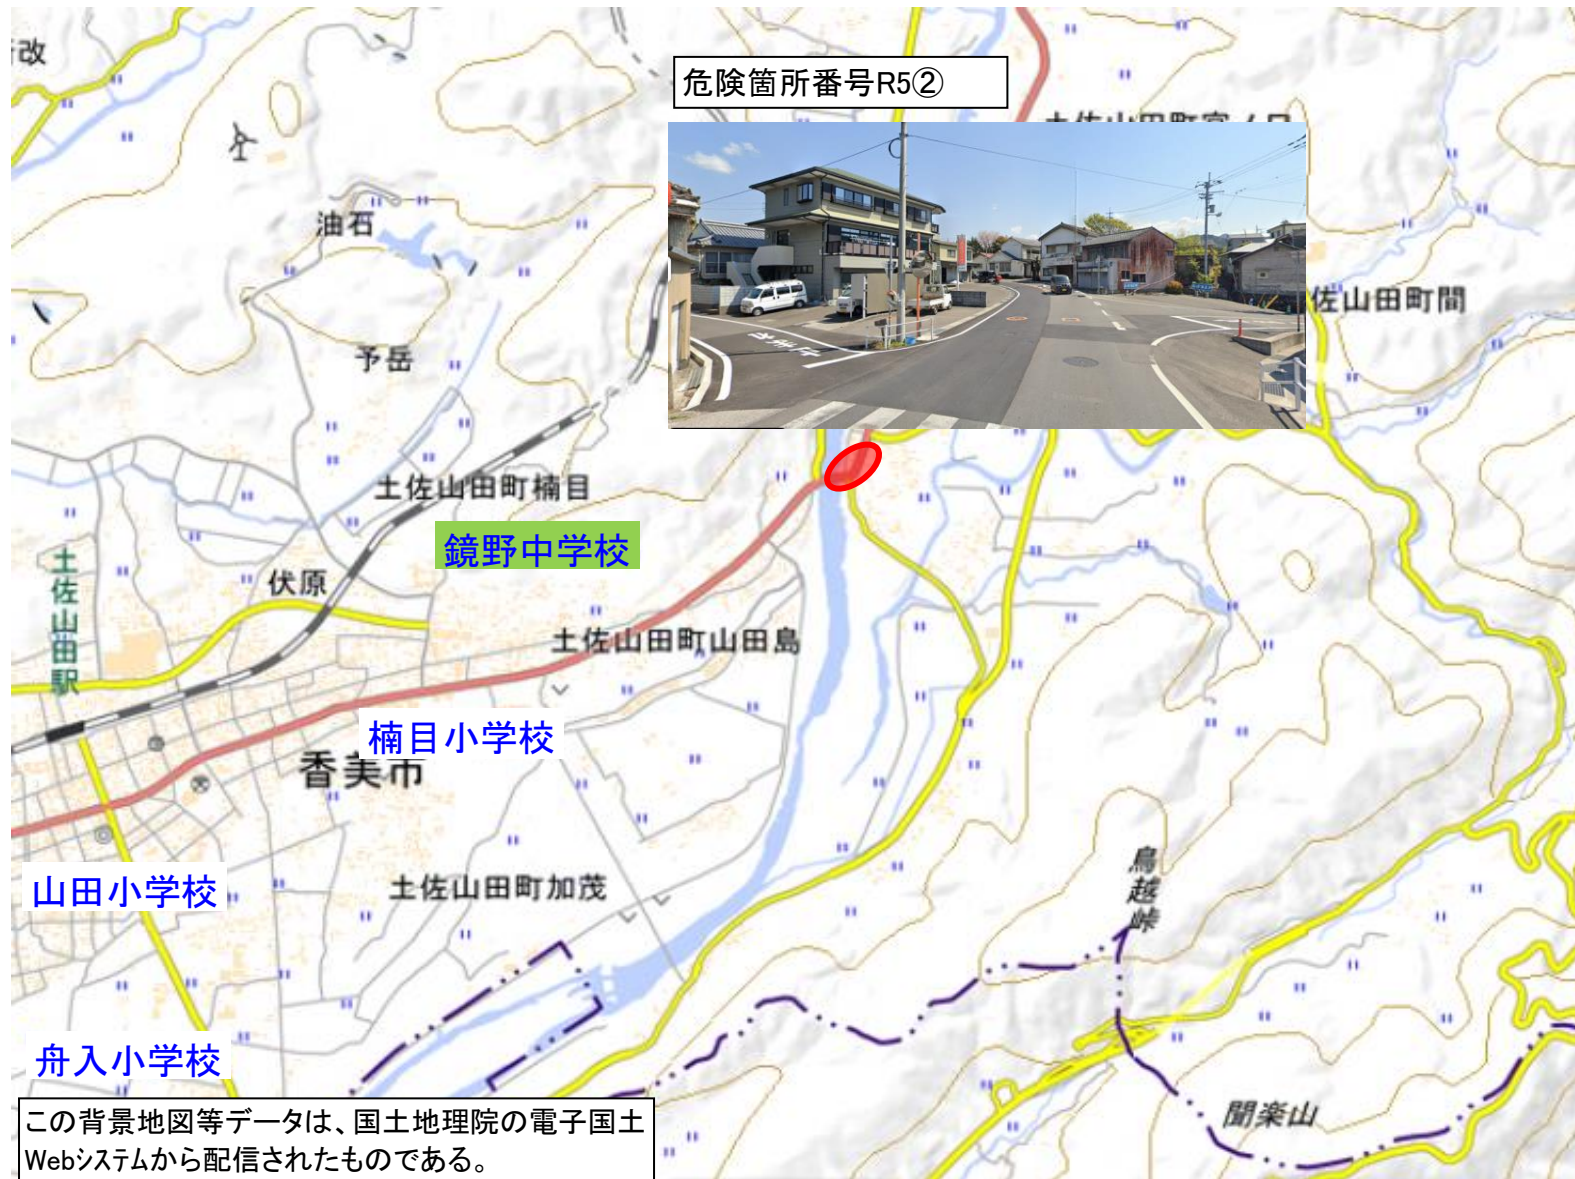 改
危険箇所番号R5②
油石
佐山田町間
予岳
土佐山田町楠目
鏡野中学校
土佐山田駅
伏原
土佐山田町山田島
楠目小学校
香美市
山田小学校
土佐山田町加茂
鳥越峠
舟入小学校
聞楽山
この背景地図等データは、国土地理院の電子国土
Webシステムから配信されたものである。